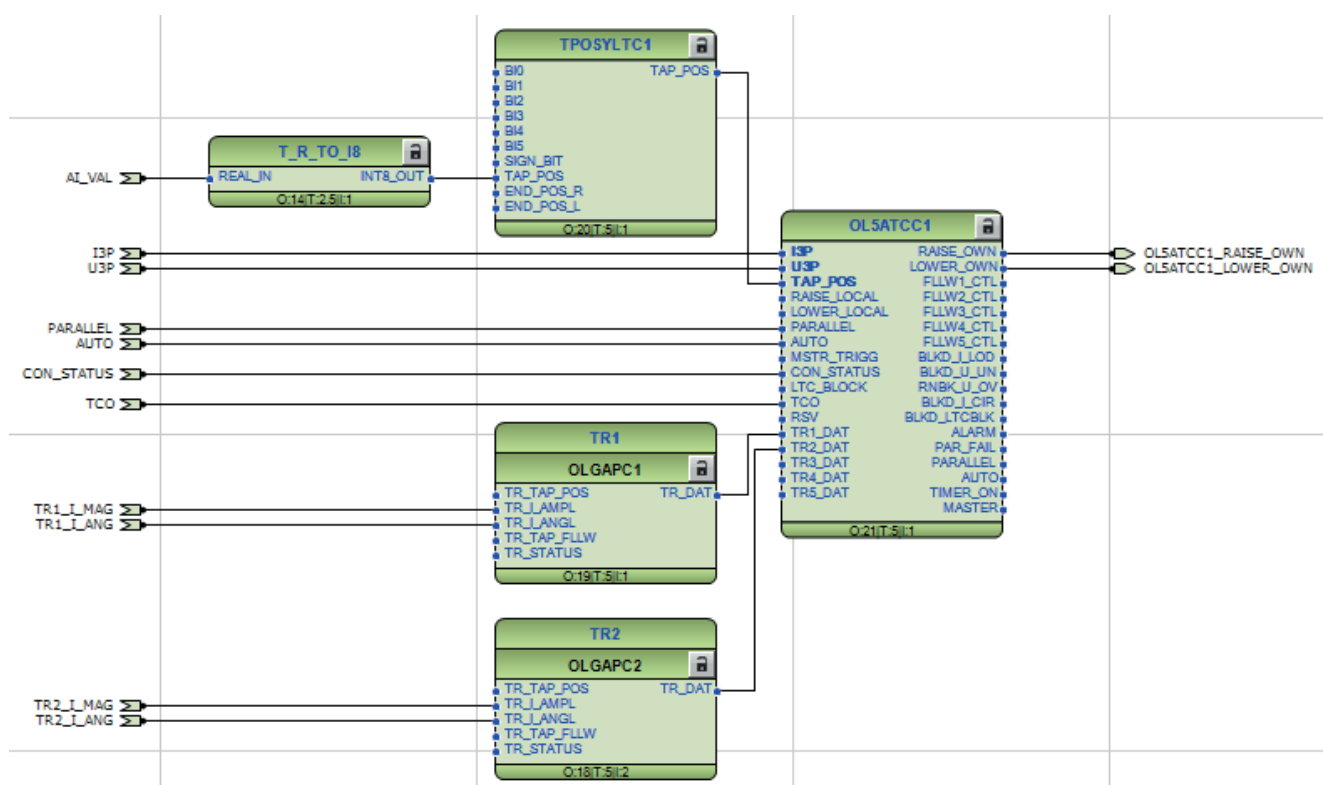 TPOSYLTC1
BI0 TAP_POS
BI1
BI2
BI3
BI4
BI5
SIGN_BIT
TAP_POS
END_POS_R
END_POS_L
O:20|T:5|I:1
T_R_TO_I8
AI_VAL REAL_IN INT8_OUT
O:14|T:2.5|I:1
OL5ATCC1
I3P I3P RAISE_OWN OL5ATCC1_RAISE_OWN
U3P U3P LOWER_OWN OL5ATCC1_LOWER_OWN
TAP_POS FLLW1_CTL
RAISE_LOCAL FLLW2_CTL
LOWER_LOCAL FLLW3_CTL
PARALLEL PARALLEL FLLW4_CTL
AUTO AUTO FLLW5_CTL
MSTR_TRIGG BLKD_I_LOD
CON_STATUS CON_STATUS BLKD_U_UN
LTC_BLOCK RNBK_U_OV
TCO TCO BLKD_I_CIR
RSV BLKD_LTCBLK
TR1_DAT ALARM
TR2_DAT PAR_FAIL
TR3_DAT PARALLEL
TR4_DAT AUTO
TR5_DAT TIMER_ON
MASTER
O:21|T:5|I:1
TR1
OLGAPC1
TR_TAP_POS TR_DAT
TR1_I_MAG TR_I_AMPL
TR1_I_ANG TR_I_ANGL
TR_TAP_FLLW
TR_STATUS
O:19|T:5|I:1
TR2
OLGAPC2
TR_TAP_POS TR_DAT
TR2_I_MAG TR_I_AMPL
TR2_I_ANG TR_I_ANGL
TR_TAP_FLLW
TR_STATUS
O:18|T:5|I:2